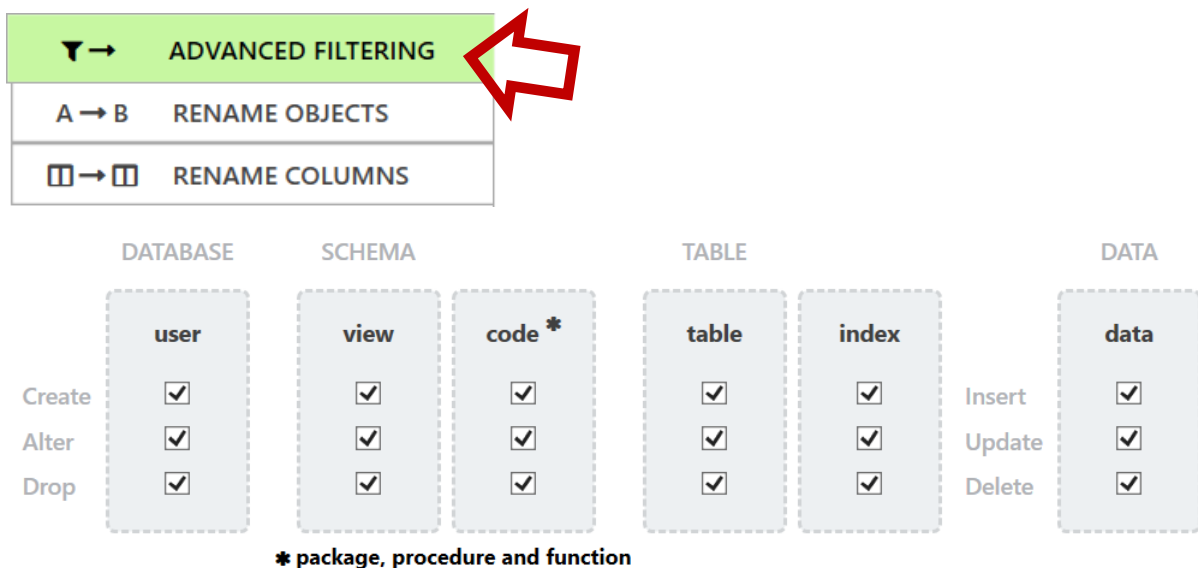 ADVANCED FILTERING
A → B RENAME OBJECTS
RENAME COLUMNS
DATABASE SCHEMA TABLE DATA
user view code * table index data
Create Insert
Alter Update
Drop Delete
* package, procedure and function